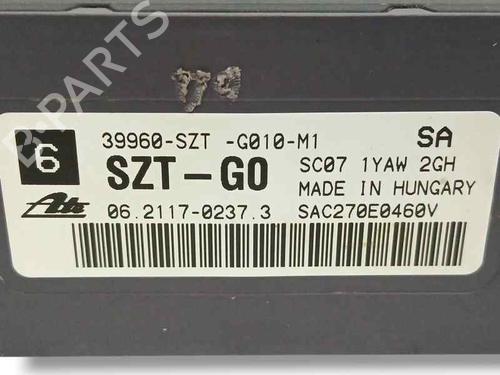 B-PARTS
39960-SZT -G010-M1 SA
6 SZT-G0 SC07 1YAW 2GH
MADE IN HUNGARY
Ate 06.2117-0237.3 SAC270E0460V